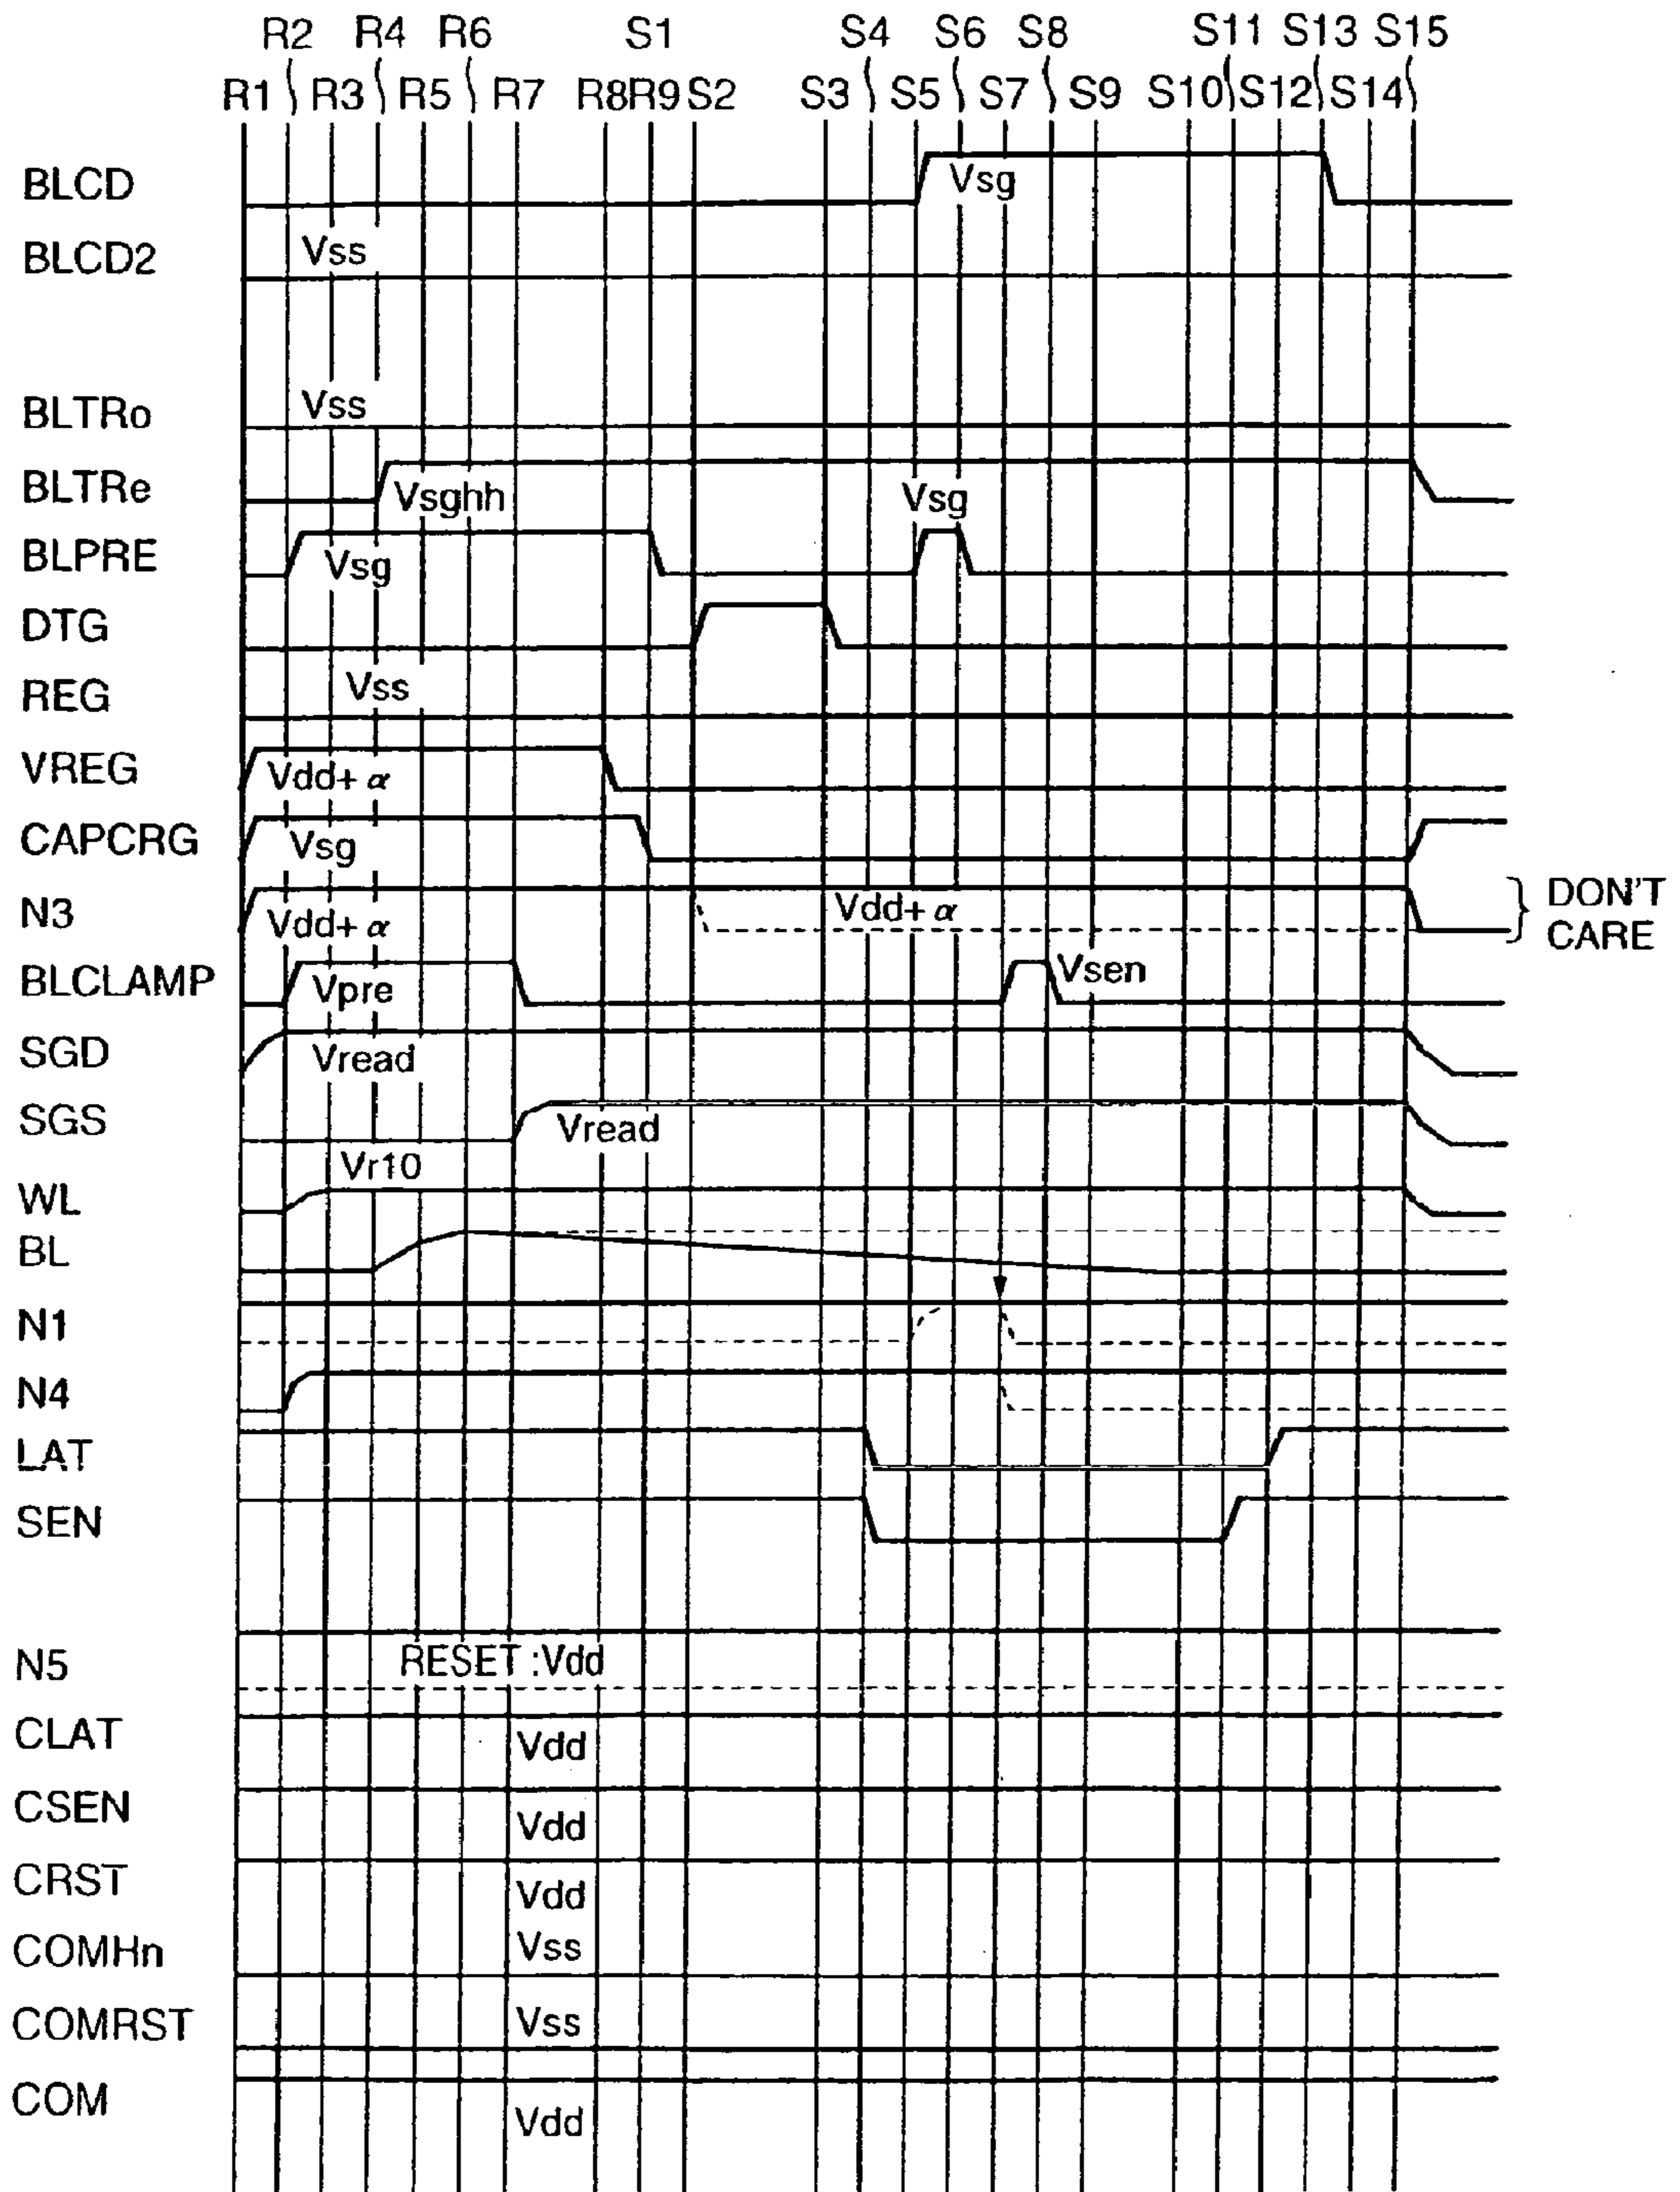 R2 R4 R6 S1 S4 S6 S8 S11 S13 S15
R1 R3 R5 R7 R8R9S2 S3 S5 S7 S9 S10 S12 S14
BLCD Vsg
BLCD2 Vss
BLTRo Vss
BLTRe Vsghh Vsg
BLPRE Vsg
DTG
REG Vss
VREG Vdd+α
CAPCRG Vsg
N3 Vdd+α Vdd+α DON'T
CARE
BLCLAMP Vpre Vsen
SGD Vread
SGS Vread
Vr10
WL
BL
N1
N4
LAT
SEN
N5 RESET :Vdd
CLAT Vdd
CSEN Vdd
CRST Vdd
COMHn Vss
COMRST Vss
COM Vdd